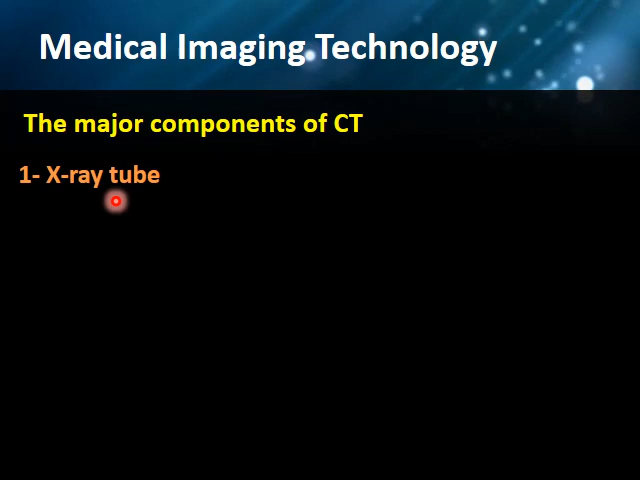 Medical Imaging Technology
The major components of CT
1- X-ray tube